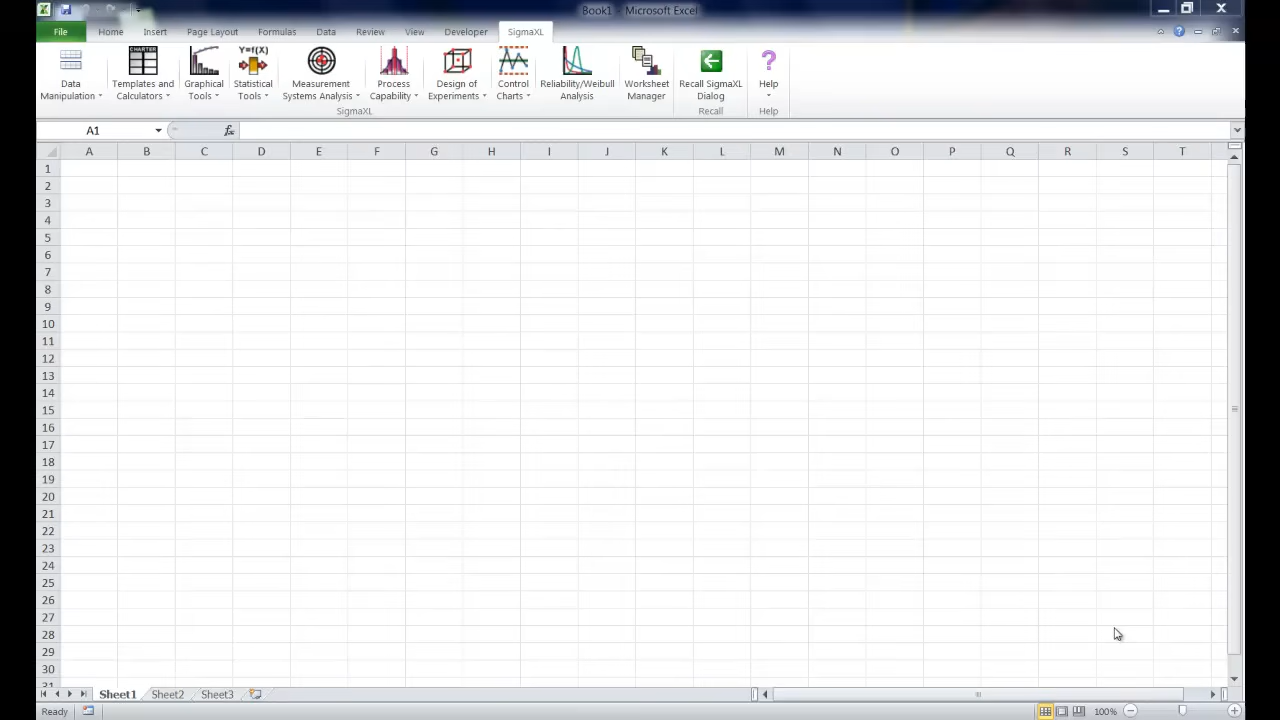 Book1 - Microsoft Excel
File Home Insert Page Layout Formulas Data Review View Developer SigmaXL
CHARTER Y=f(X) ?
Data Manipulation
Templates and Calculators
Graphical Tools
Statistical Tools
Measurement Systems Analysis
Process Capability
Design of Experiments
Control Charts
Reliability/Weibull Analysis
Worksheet Manager
Recall SigmaXL Dialog
Help
SigmaXL Recall Help
A1 fx
A B C D E F G H I J K L M N O P Q R S T
1
2
3
4
5
6
7
8
9
10
11
12
13
14
15
16
17
18
19
20
21
22
23
24
25
26
27
28
29
30
31
Sheet1 Sheet2 Sheet3
Ready 100%